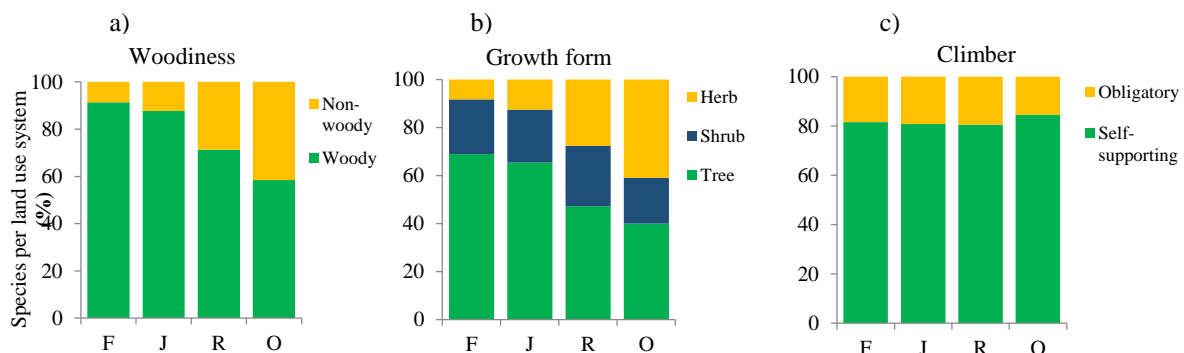 a)
Woodiness
Species per land use system
(%)
100
80
60
40
20
0
F J R O
Non-
woody
Woody
b)
Growth form
100
80
60
40
20
0
F J R O
Herb
Shrub
Tree
c)
Climber
100
80
60
40
20
0
F J R O
Obligatory
Self-
supporting